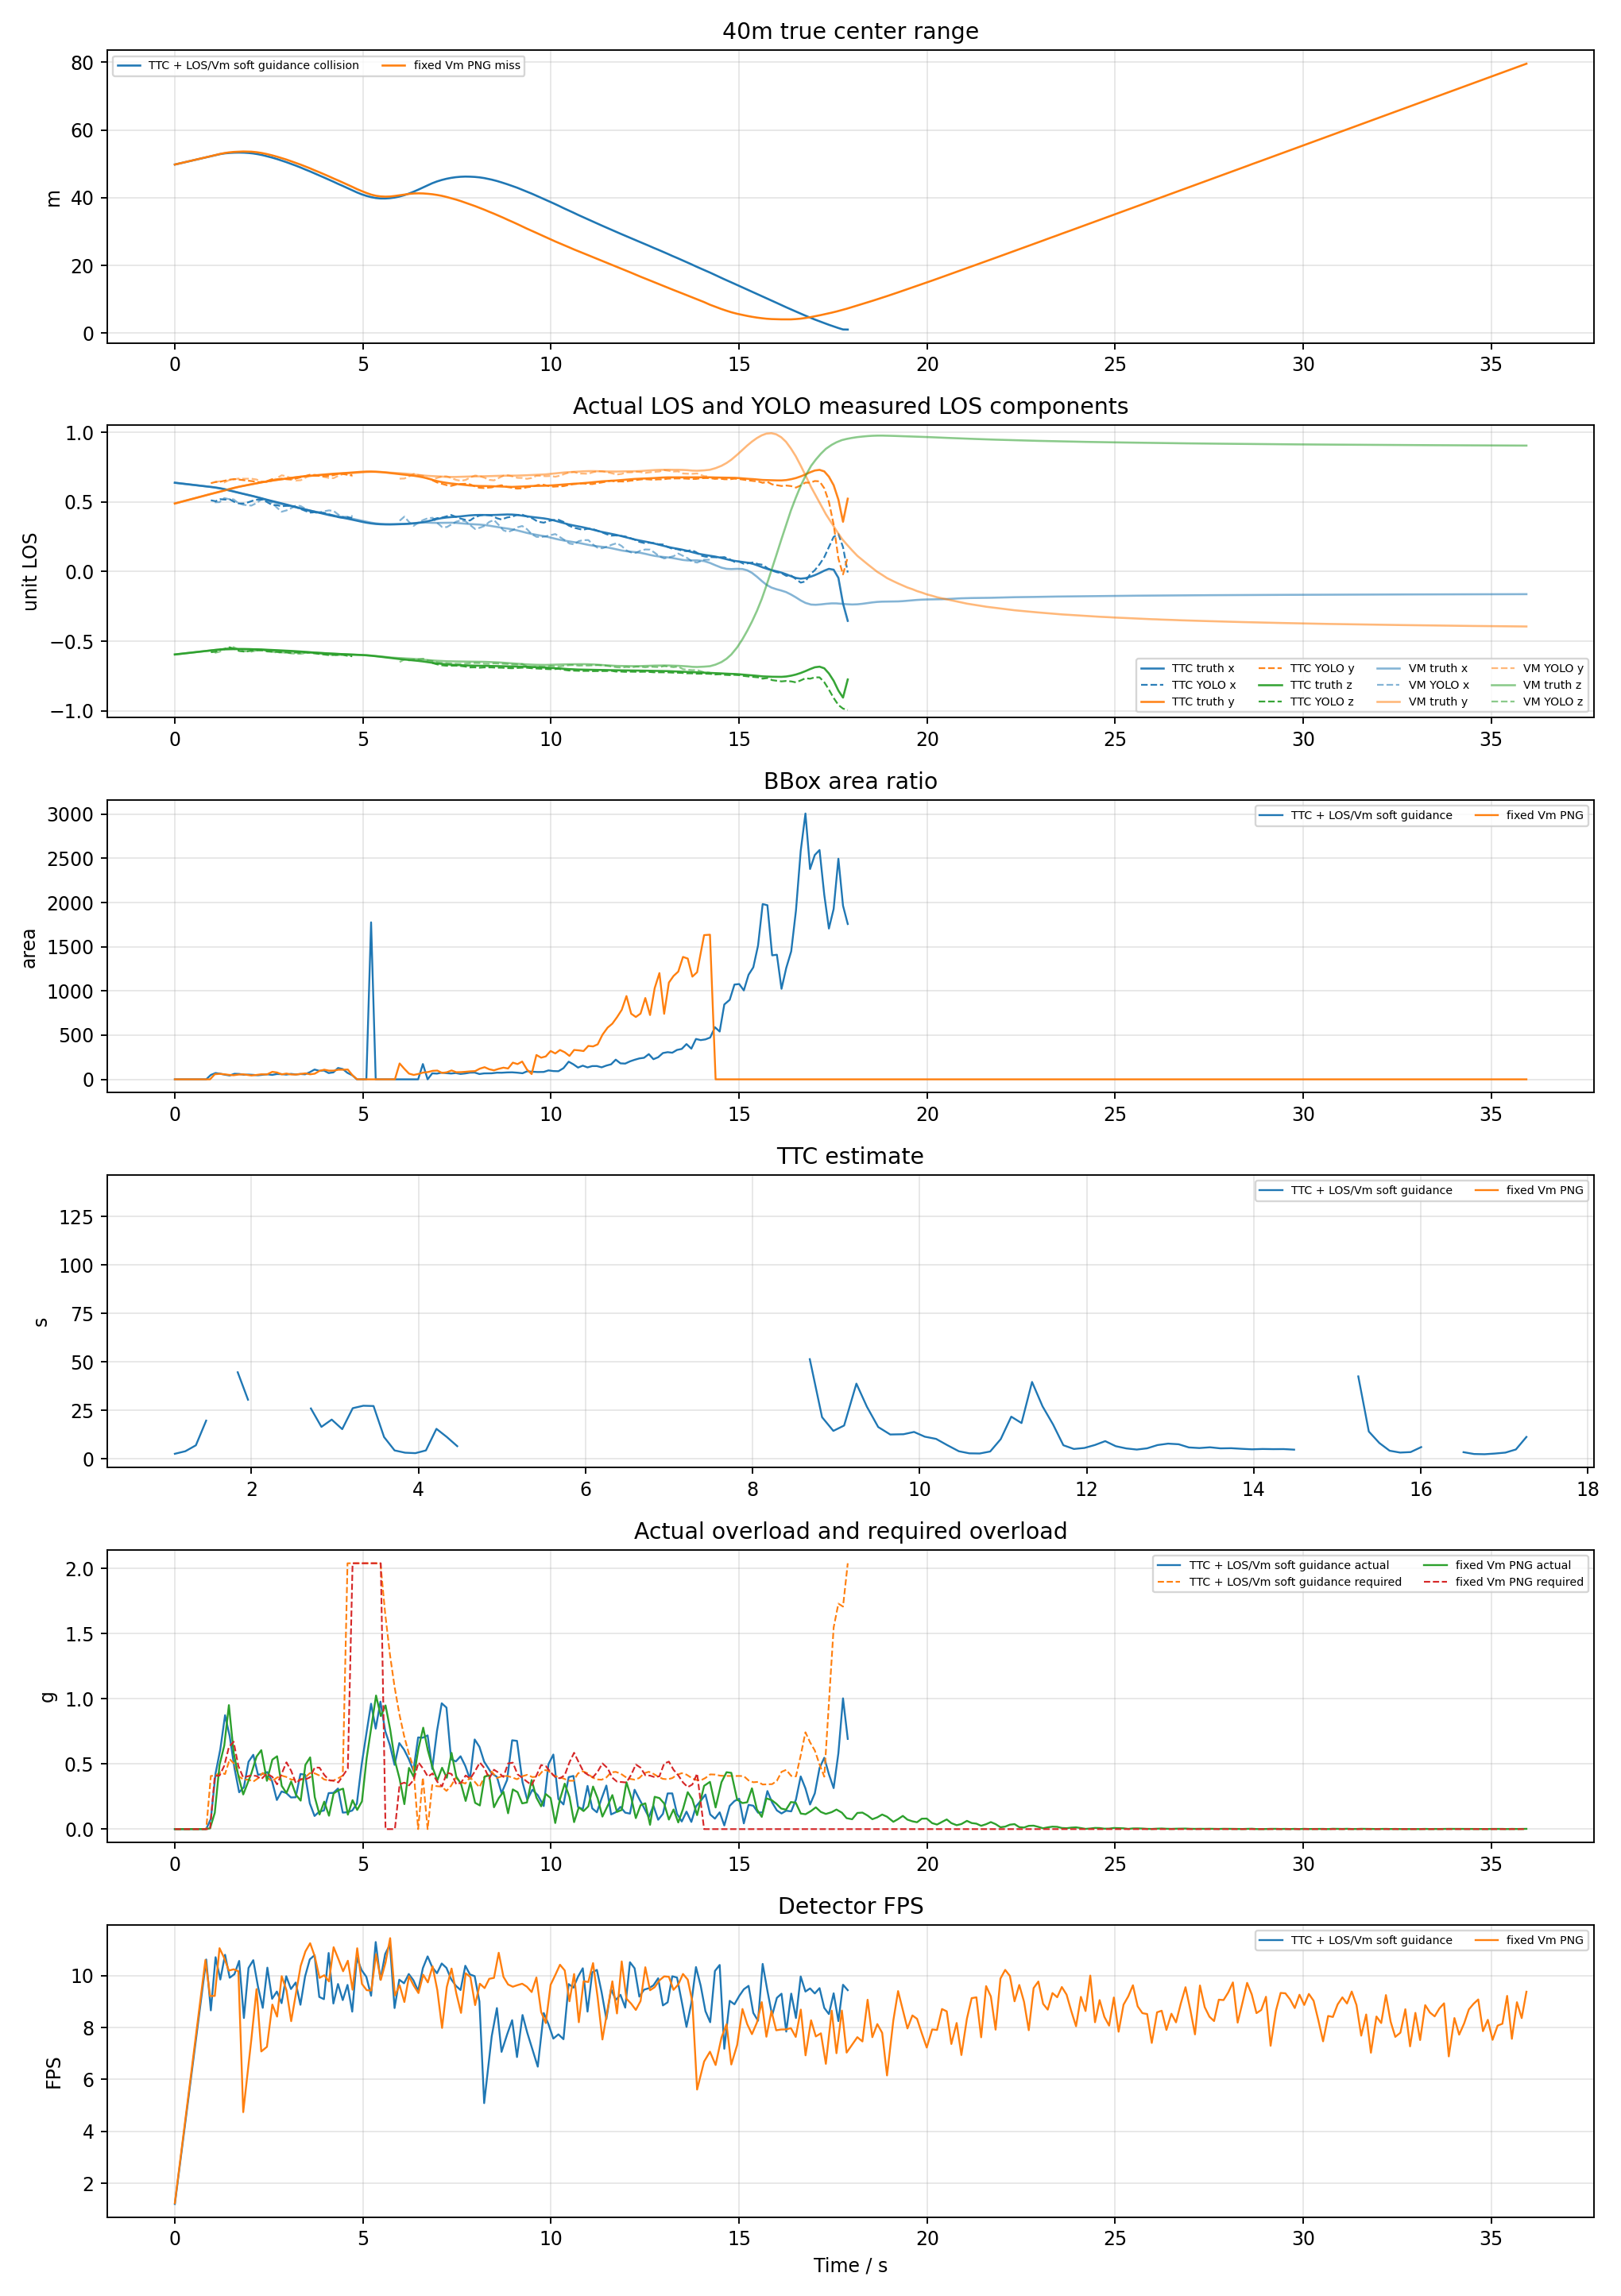 40m true center range
TTC + LOS/Vm soft guidance collision fixed Vm PNG miss
80
60
40
20
0
m
0 5 10 15 20 25 30 35
Actual LOS and YOLO measured LOS components
1.0
0.5
0.0
−0.5
−1.0
unit LOS
TTC truth x TTC YOLO y VM truth x VM YOLO y
TTC YOLO x TTC truth z VM YOLO x VM truth z
TTC truth y TTC YOLO z VM truth y VM YOLO z
0 5 10 15 20 25 30 35
BBox area ratio
TTC + LOS/Vm soft guidance fixed Vm PNG
3000
2500
2000
1500
1000
500
0
area
0 5 10 15 20 25 30 35
TTC estimate
TTC + LOS/Vm soft guidance fixed Vm PNG
125
100
75
50
25
0
s
2 4 6 8 10 12 14 16 18
Actual overload and required overload
TTC + LOS/Vm soft guidance actual fixed Vm PNG actual
TTC + LOS/Vm soft guidance required fixed Vm PNG required
2.0
1.5
1.0
0.5
0.0
g
0 5 10 15 20 25 30 35
Detector FPS
TTC + LOS/Vm soft guidance fixed Vm PNG
10
8
6
4
2
FPS
0 5 10 15 20 25 30 35
Time / s